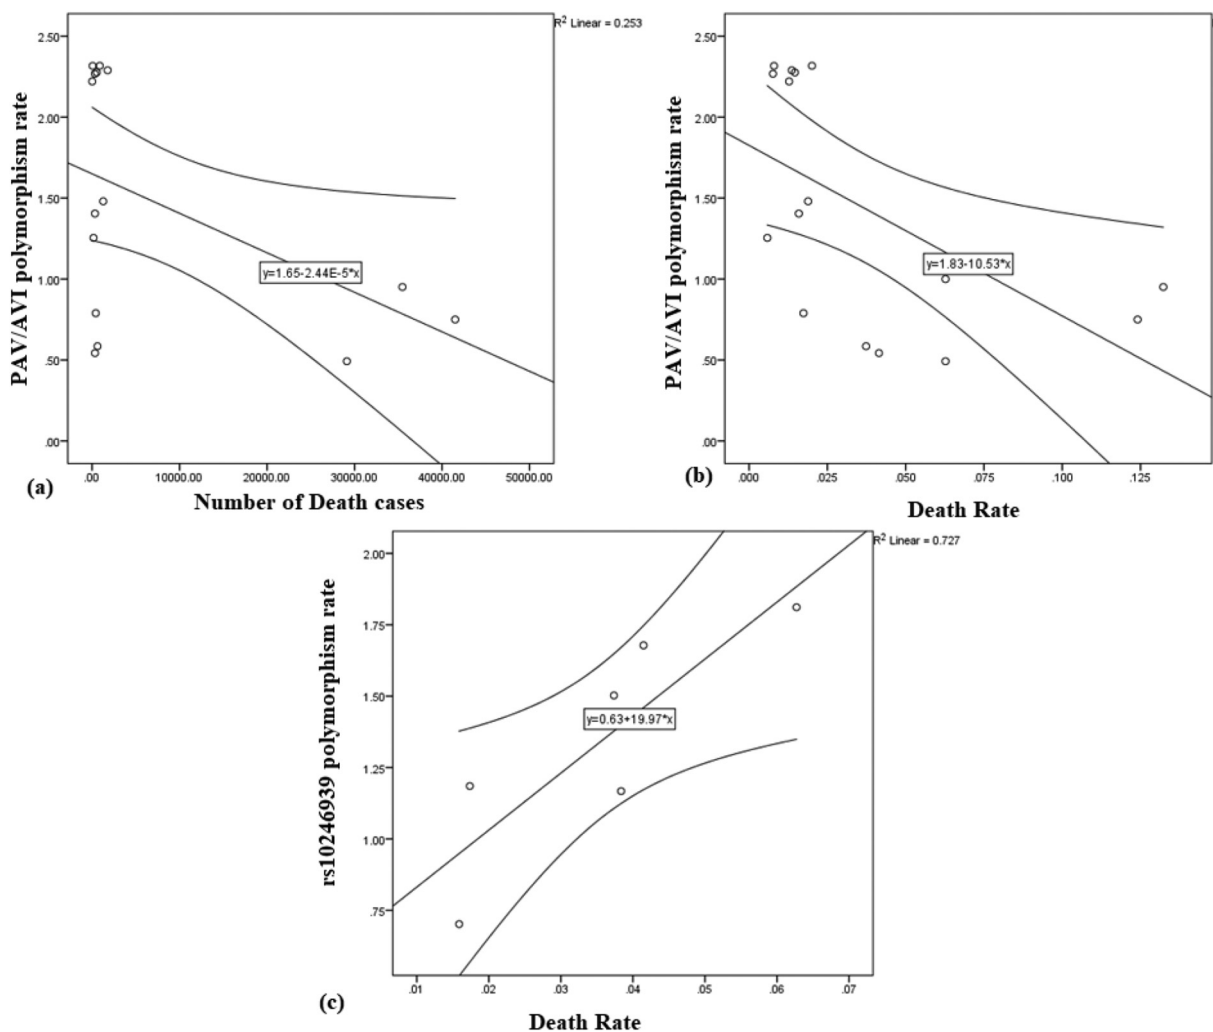 R² Linear = 0.253
PAV/AVI polymorphism rate
2.50
2.00
1.50
1.00
.50
.00
y=1.65-2.44E-5*x
.00 10000.00 20000.00 30000.00 40000.00 50000.00
(a)
Number of Death cases
PAV/AVI polymorphism rate
2.50
2.00
1.50
1.00
.50
.00
y=1.83-10.53*x
.000 .025 .050 .075 .100 .125
(b)
Death Rate
R² Linear = 0.727
rs10246939 polymorphism rate
2.00
1.75
1.50
1.25
1.00
.75
y=0.63+19.97*x
.01 .02 .03 .04 .05 .06 .07
(c)
Death Rate